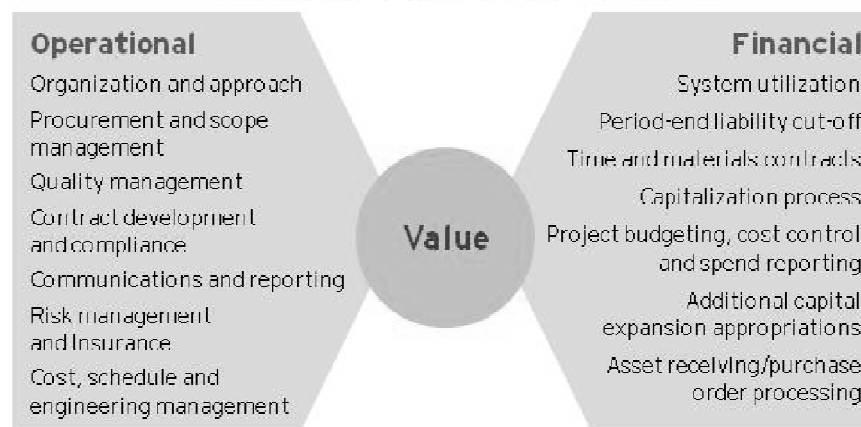 Operational
Organization and approach
Procurement and scope
management
Quality management
Contract development
and compliance
Communications and reporting
Risk management
and Insurance
Cost, schedule and
engineering management
Value
Financial
System utilization
Period-end liability cut-off
Time and materials contracts
Capitalization process
Project budgeting, cost control
and spend reporting
Additional capital
expansion appropriations
Asset receiving/purchase
order processing